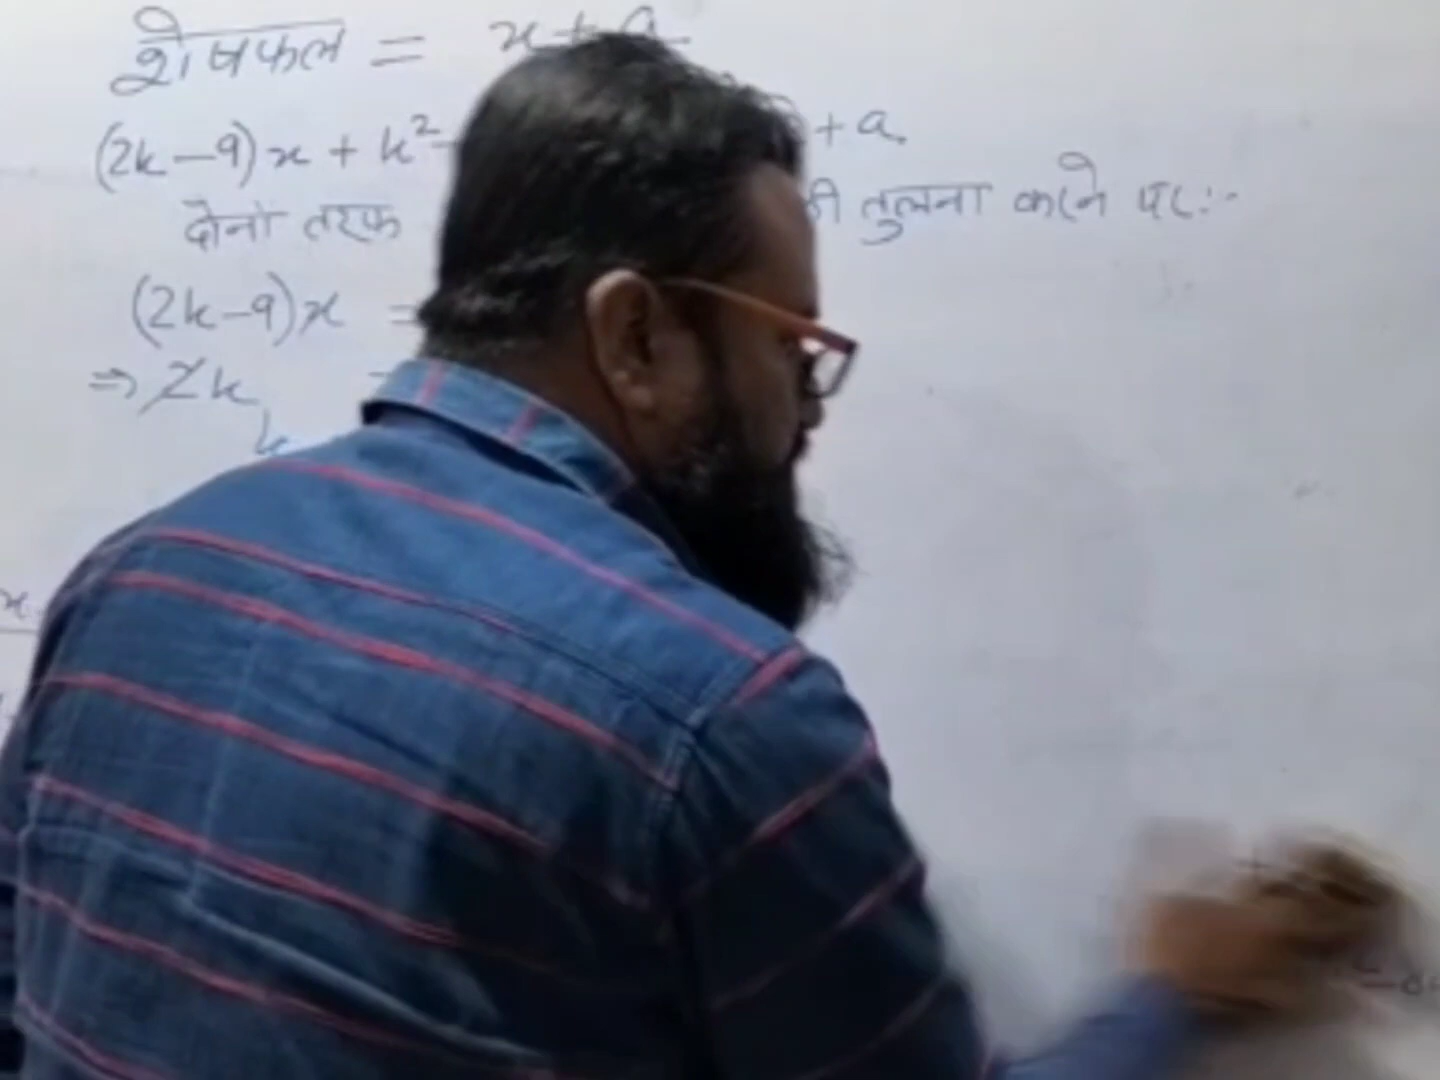 शेषफल = x + a
(2k-9)x + k² + a.
दोनो तरफ की तुलना करने पर:-
(2k-9)x =
⇒ 2k
k
x